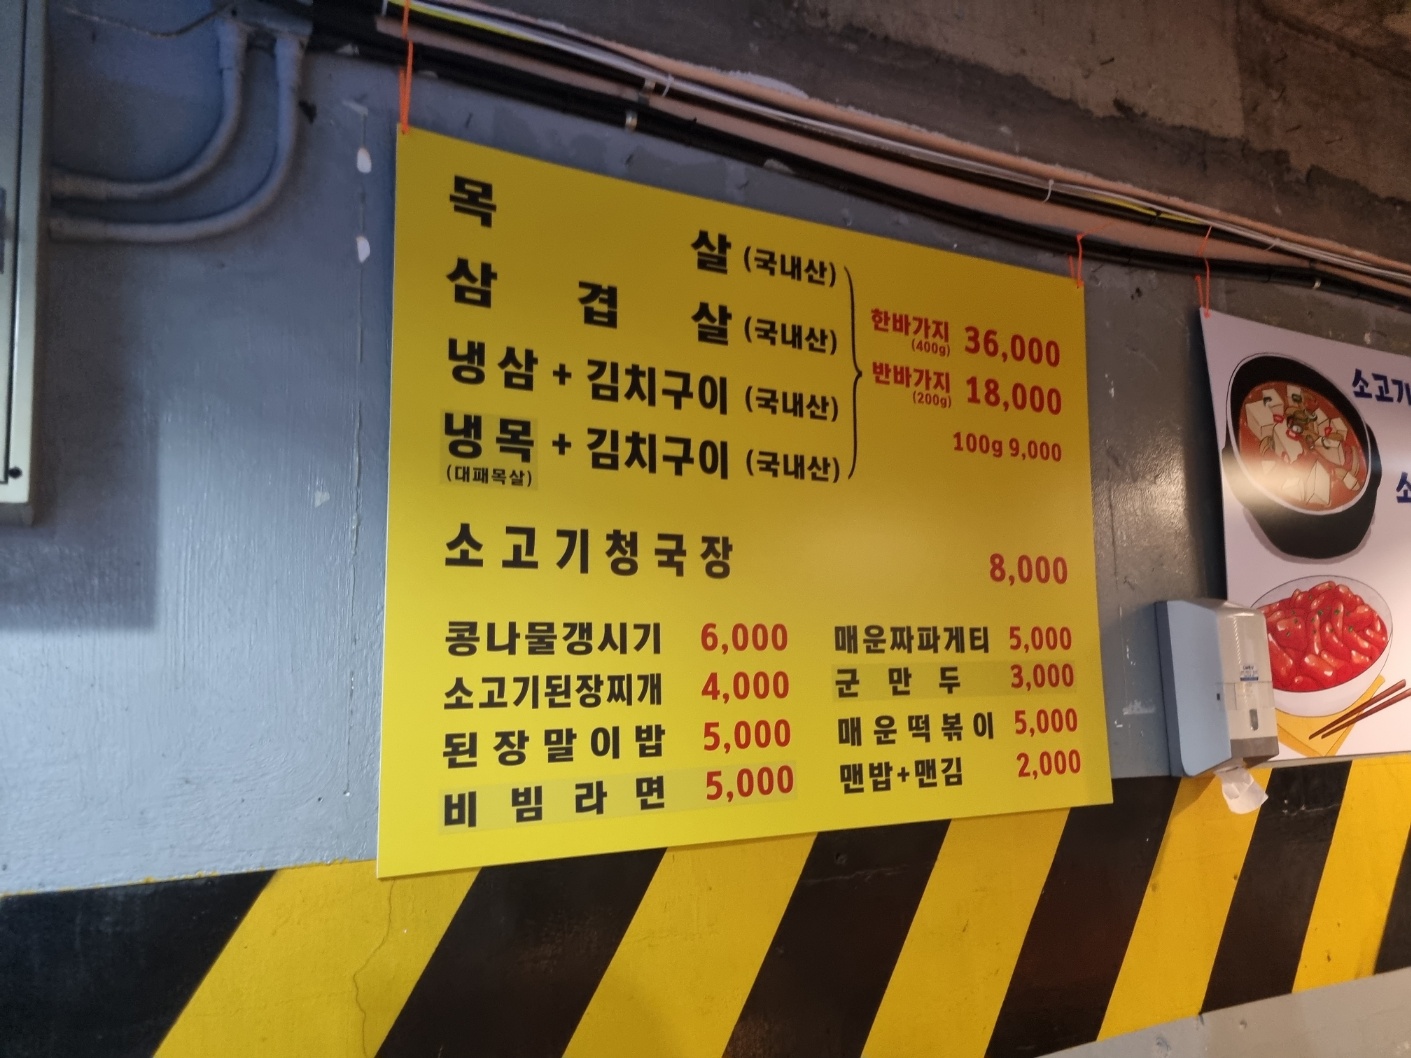 목 살 (국내산)
삼 겹 살 (국내산)
냉삼 + 김치구이 (국내산)
냉목 + 김치구이 (국내산)
(대패목살)
한바가지 36,000
(400g)
반바가지 18,000
(200g)
100g 9,000
소고기청국장 8,000
콩나물갱시기 6,000
소고기된장찌개 4,000
된장말이밥 5,000
비빔라면 5,000
매운짜파게티 5,000
군만두 3,000
매운떡볶이 5,000
맨밥+맨김 2,000
소고기
소